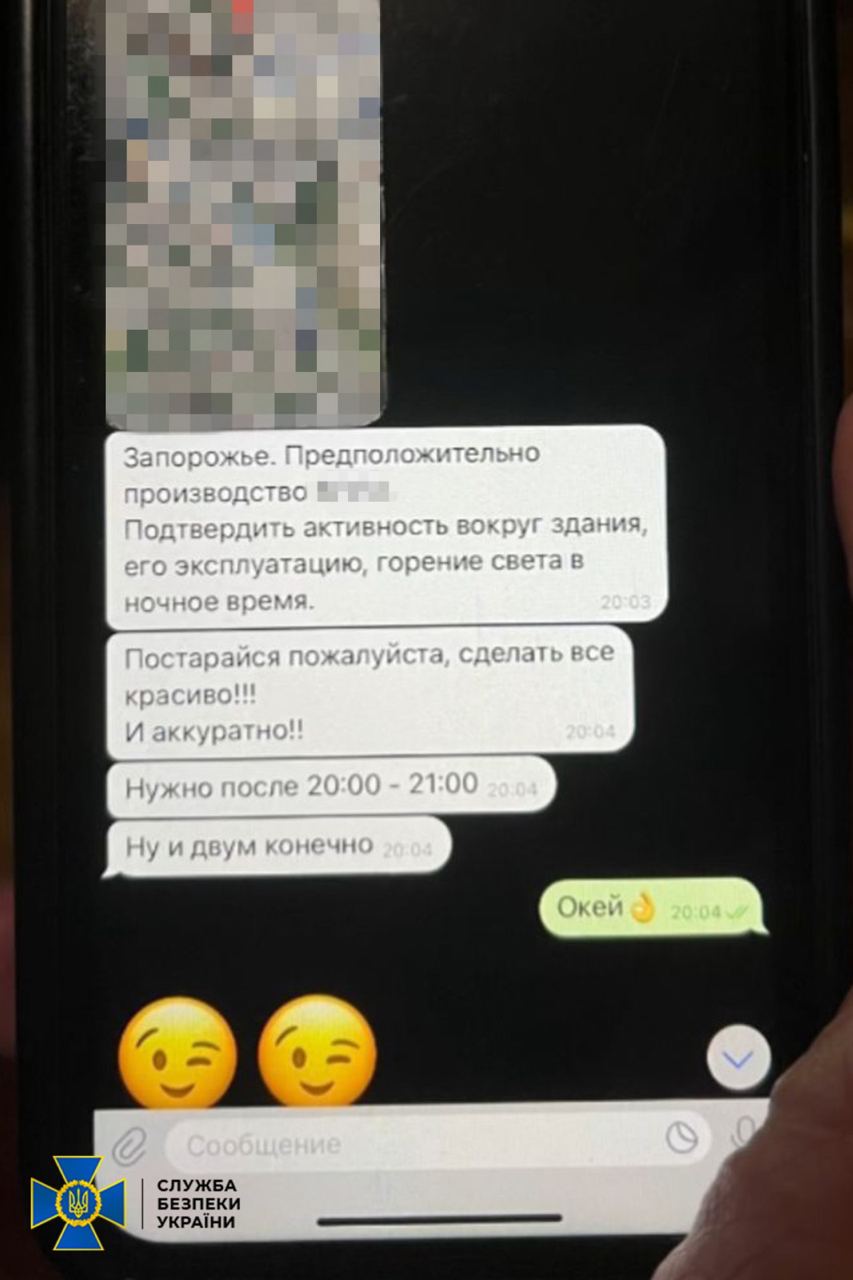 Запорожье. Предположительно
производство
Подтвердить активность вокруг здания,
его эксплуатацию, горение света в
ночное время.
20:03
Постарайся пожалуйста, сделать все
красиво!!!
И аккуратно!!
20:04
Нужно после 20:00 - 21:00 20:04
Ну и двум конечно 20:04
Окей👌 20:04
Сообщение
СЛУЖБА
БЕЗПЕКИ
УКРАЇНИ